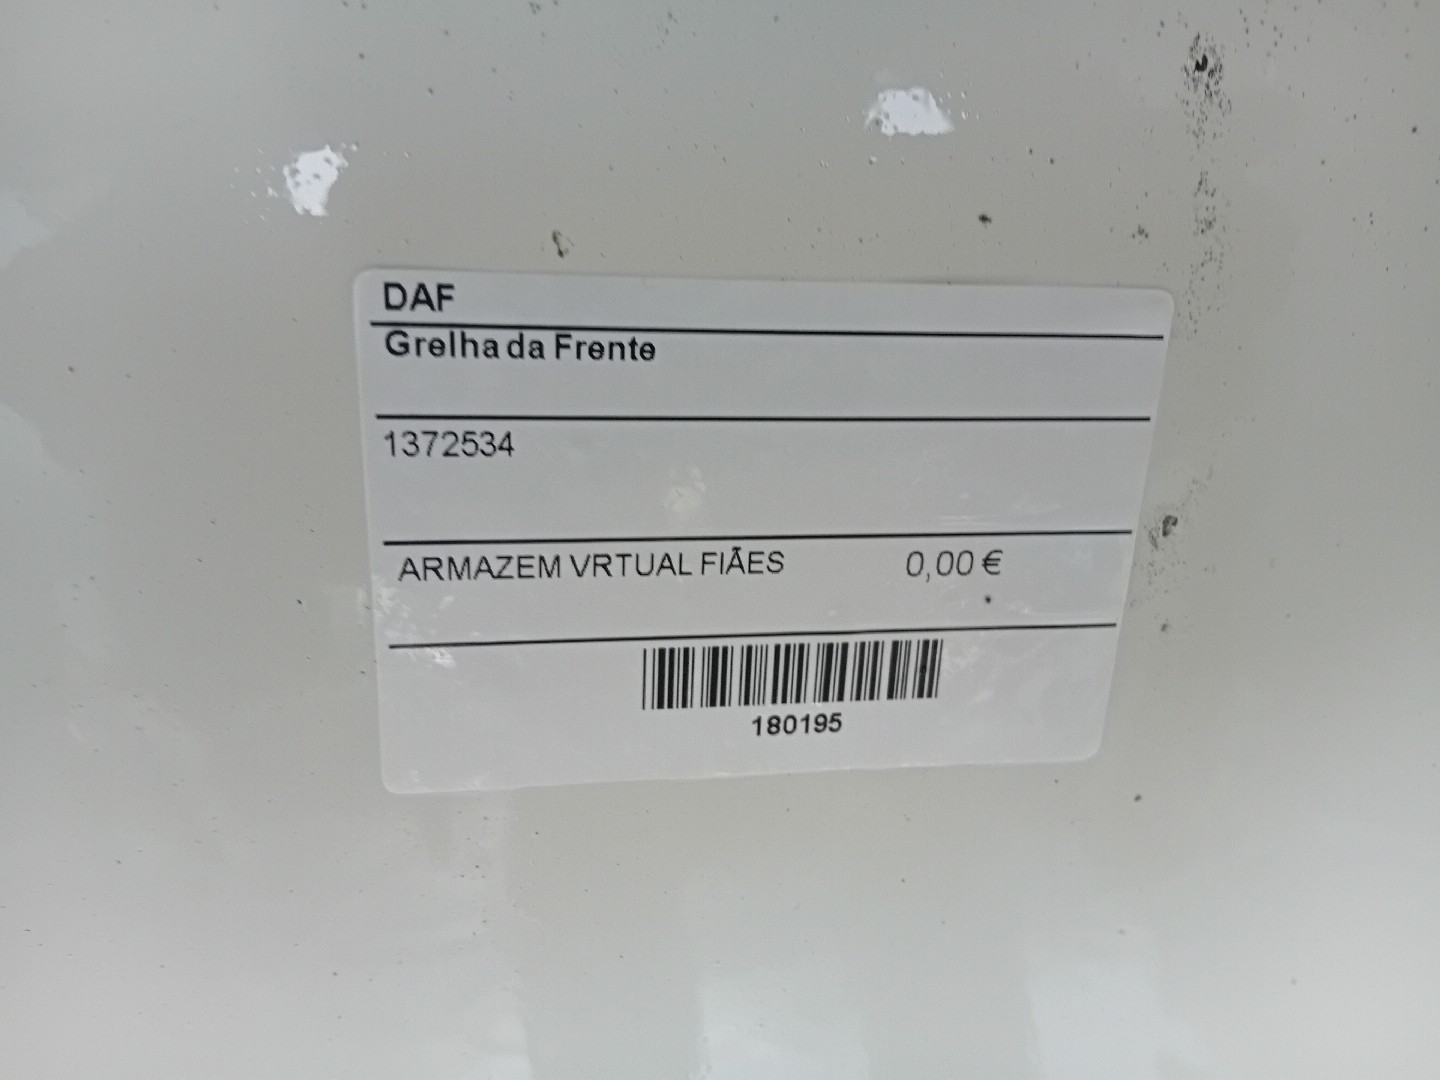 DAF
Grelha da Frente
1372534
ARMAZEM VRTUAL FIÃES 0,00 €
180195